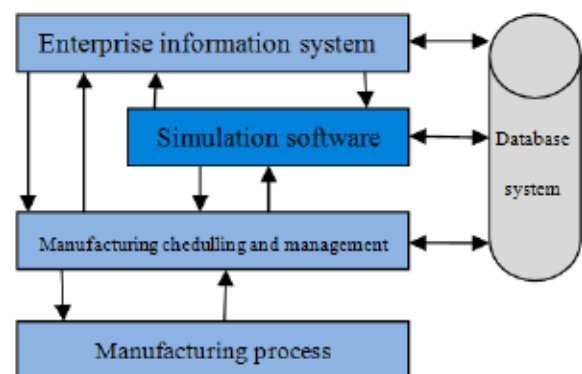 Enterprise information system
Simulation software
Database
system
Manufacturing chedulling and management
Manufacturing process